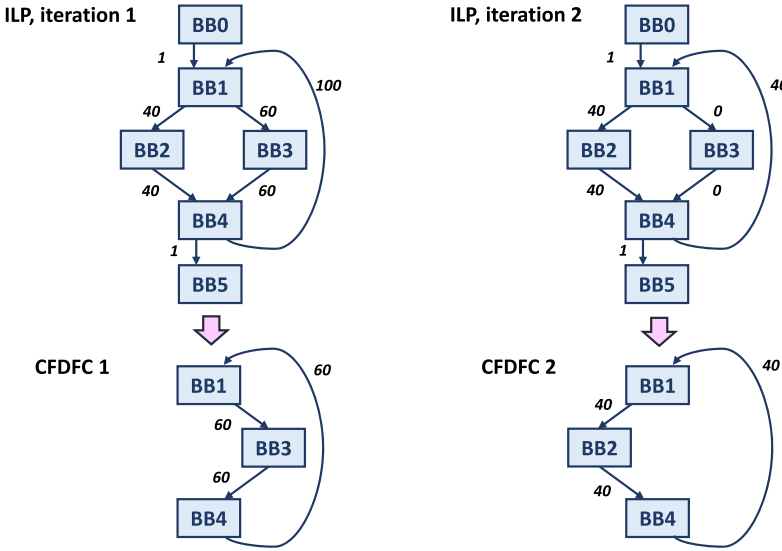 ILP, iteration 1
BB0
1
BB1
100
40
60
BB2
BB3
40
60
BB4
1
BB5
CFDFC 1
60
BB1
60
BB3
60
BB4
ILP, iteration 2
BB0
1
BB1
40
40
0
BB2
BB3
40
0
BB4
1
BB5
CFDFC 2
40
BB1
40
BB2
40
BB4